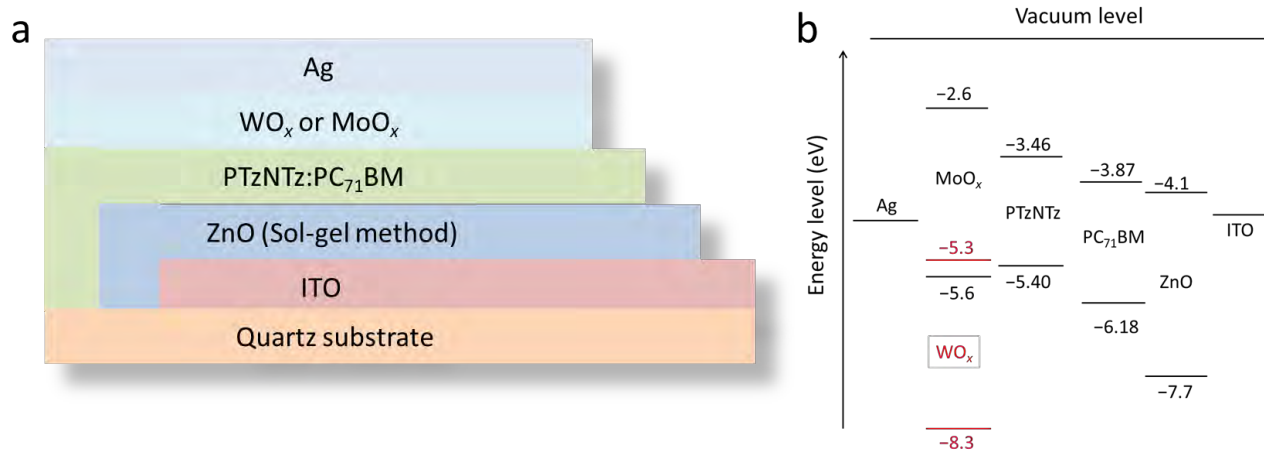 a
Ag
WOₓ or MoOₓ
PTzNTz:PC₇₁BM
ZnO (Sol-gel method)
ITO
Quartz substrate
b
Vacuum level
Energy level (eV)
Ag
−2.6
MoOₓ
−5.3
−5.6
WOₓ
−8.3
−3.46
PTzNTz
−5.40
−3.87
PC₇₁BM
−6.18
−4.1
ZnO
−7.7
ITO